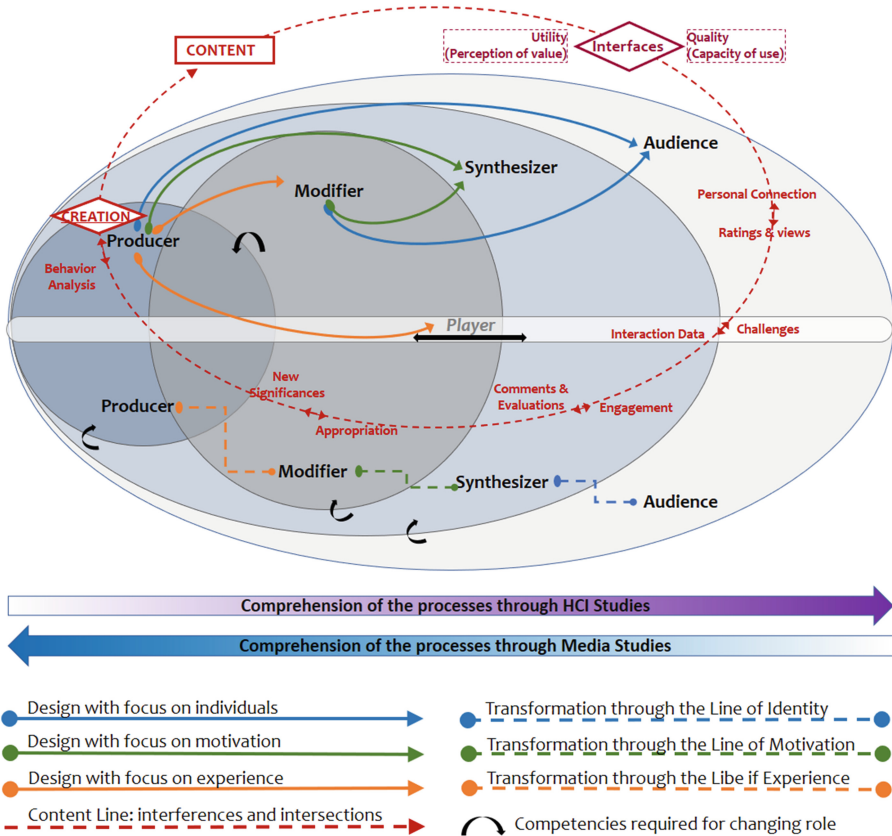 CONTENT
Utility
(Perception of value)
Interfaces
Quality
(Capacity of use)
Audience
Synthesizer
Modifier
Personal Connection
CREATION
Producer
Ratings & views
Behavior
Analysis
Player
Interaction Data
Challenges
New
Significances
Comments &
Evaluations
Engagement
Producer
Appropriation
Modifier
Synthesizer
Audience
Comprehension of the processes through HCI Studies
Comprehension of the processes through Media Studies
Design with focus on individuals
Transformation through the Line of Identity
Design with focus on motivation
Transformation through the Line of Motivation
Design with focus on experience
Transformation through the Libe if Experience
Content Line: interferences and intersections
Competencies required for changing role